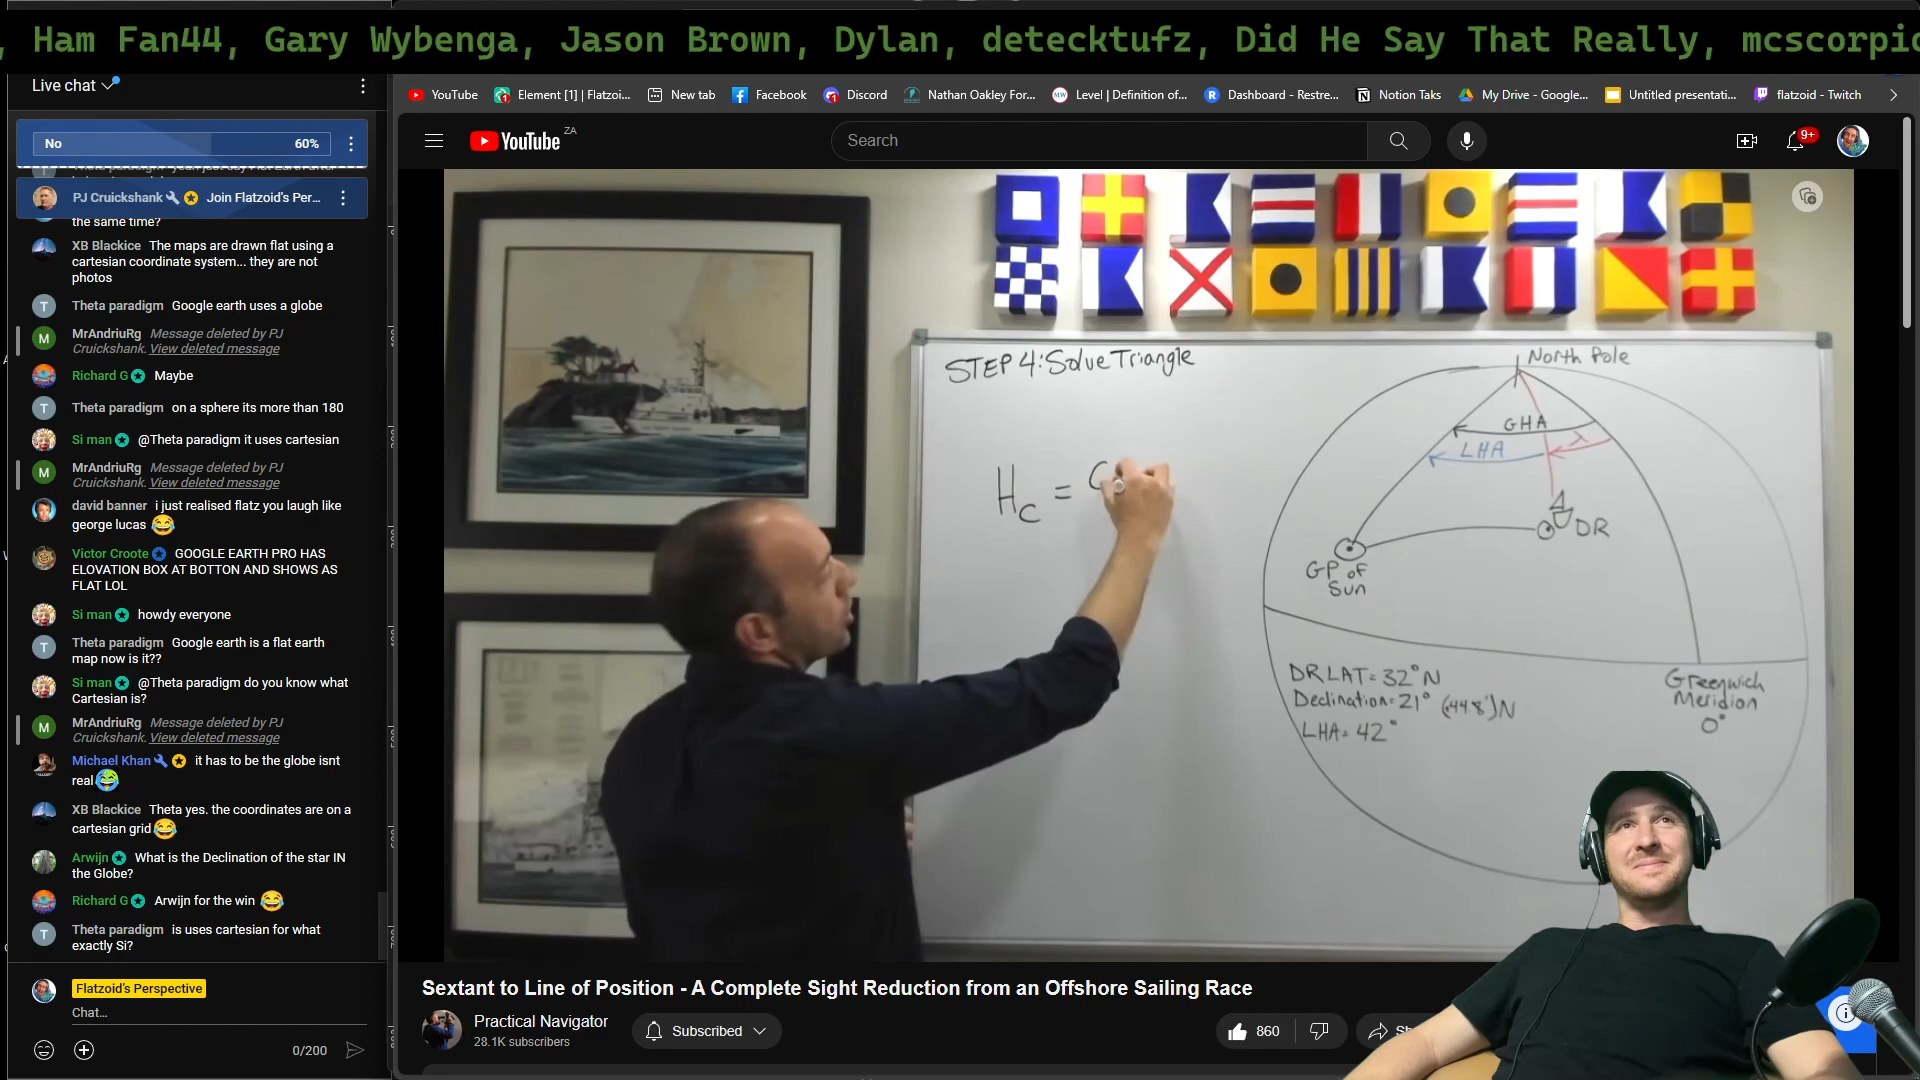 , Ham Fan44, Gary Wybenga, Jason Brown, Dylan, detecktufz, Did He Say That Really, mcscorpio
Live chat
No 60%
PJ Cruickshank Join Flatzoid's Per...
the same time?
XB Blackice The maps are drawn flat using a
cartesian coordinate system... they are not
photos
T Theta paradigm Google earth uses a globe
M MrAndriuRg Message deleted by PJ
Cruickshank. View deleted message
Richard G Maybe
T Theta paradigm on a sphere its more than 180
Si man @Theta paradigm it uses cartesian
M MrAndriuRg Message deleted by PJ
Cruickshank. View deleted message
david banner i just realised flatz you laugh like
george lucas 😂
Victor Croote GOOGLE EARTH PRO HAS
ELOVATION BOX AT BOTTON AND SHOWS AS
FLAT LOL
Si man howdy everyone
T Theta paradigm Google earth is a flat earth
map now is it??
Si man @Theta paradigm do you know what
Cartesian is?
M MrAndriuRg Message deleted by PJ
Cruickshank. View deleted message
Michael Khan it has to be the globe isnt
real
XB Blackice Theta yes. the coordinates are on a
cartesian grid 😂
Arwijn What is the Declination of the star IN
the Globe?
Richard G Arwijn for the win 😂
T Theta paradigm is uses cartesian for what
exactly Si?
Flatzoid's Perspective
Chat...
0/200
YouTube Element [1] | Flatzoi... New tab Facebook Discord Nathan Oakley For... Level | Definition of... Dashboard - Restre... Notion Taks My Drive - Google... Untitled presentati... flatzoid - Twitch
YouTube ZA
Search
9+
STEP 4: Solve Triangle
North Pole
GHA
LHA λ
Hc =
DR
GP of
Sun
DR LAT = 32° N
Declination = 21° (44.8')N
LHA = 42°
Greenwich
Meridion
0°
Sextant to Line of Position - A Complete Sight Reduction from an Offshore Sailing Race
Practical Navigator
28.1K subscribers
Subscribed
860
Sh